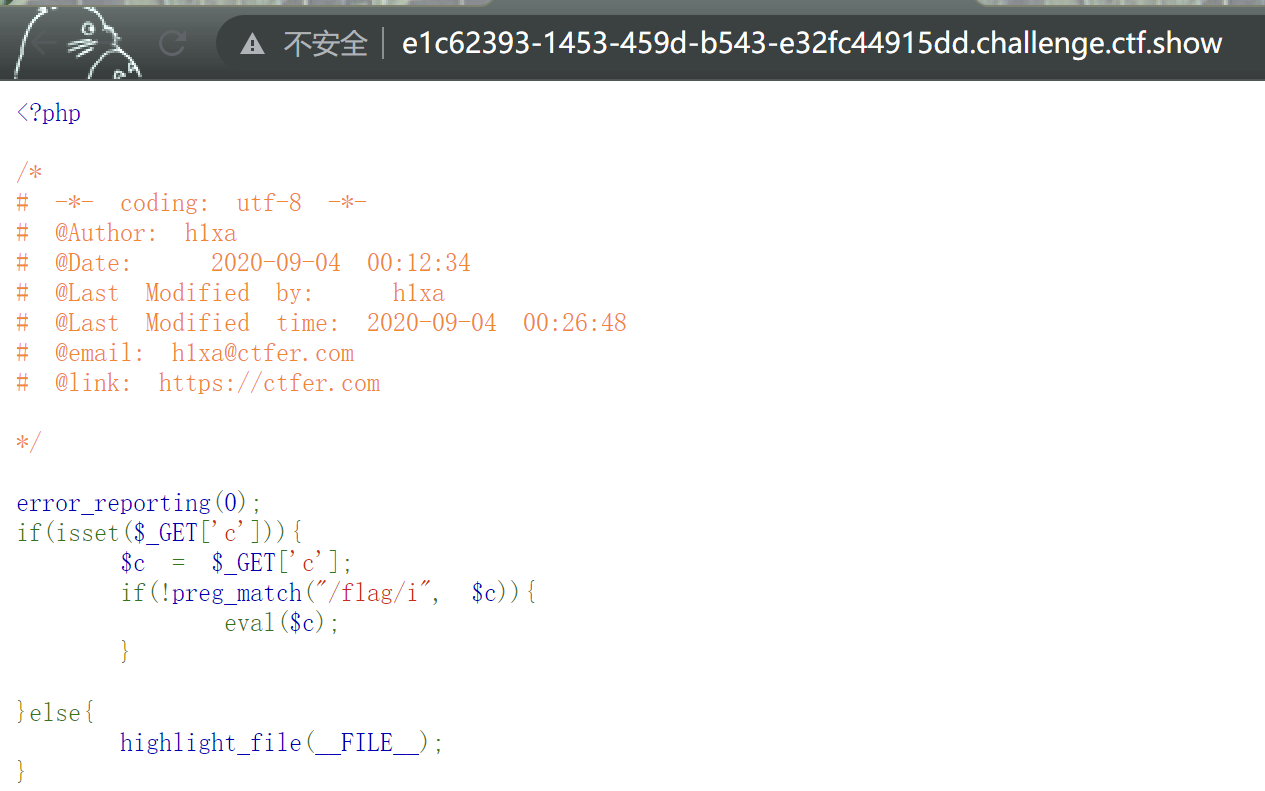 不安全 | e1c62393-1453-459d-b543-e32fc44915dd.challenge.ctf.show
<?php
/*
# -*- coding: utf-8 -*-
# @Author: h1xa
# @Date:   2020-09-04 00:12:34
# @Last Modified by:   h1xa
# @Last Modified time: 2020-09-04 00:26:48
# @email: h1xa@ctfer.com
# @link: https://ctfer.com
*/
error_reporting(0);
if(isset($_GET['c'])){
    $c = $_GET['c'];
    if(!preg_match("/flag/i", $c)){
        eval($c);
    }
}else{
    highlight_file(__FILE__);
}